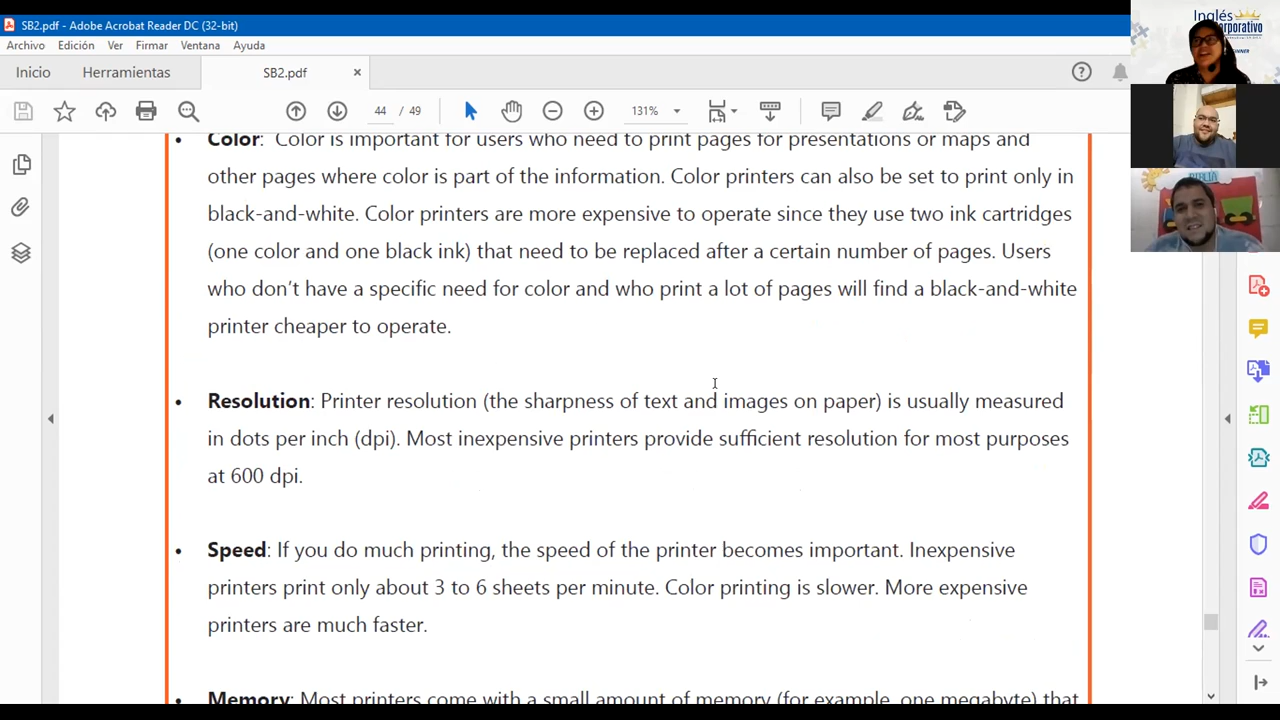 SB2.pdf - Adobe Acrobat Reader DC (32-bit)
Archivo Edición Ver Firmar Ventana Ayuda
Inicio Herramientas SB2.pdf ×
44 / 49 131%
• Color: Color is important for users who need to print pages for presentations or maps and
other pages where color is part of the information. Color printers can also be set to print only in
black-and-white. Color printers are more expensive to operate since they use two ink cartridges
(one color and one black ink) that need to be replaced after a certain number of pages. Users
who don't have a specific need for color and who print a lot of pages will find a black-and-white
printer cheaper to operate.
• Resolution: Printer resolution (the sharpness of text and images on paper) is usually measured
in dots per inch (dpi). Most inexpensive printers provide sufficient resolution for most purposes
at 600 dpi.
• Speed: If you do much printing, the speed of the printer becomes important. Inexpensive
printers print only about 3 to 6 sheets per minute. Color printing is slower. More expensive
printers are much faster.
• Memory: Most printers come with a small amount of memory (for example, one megabyte) that
Inglés
BIBLIA